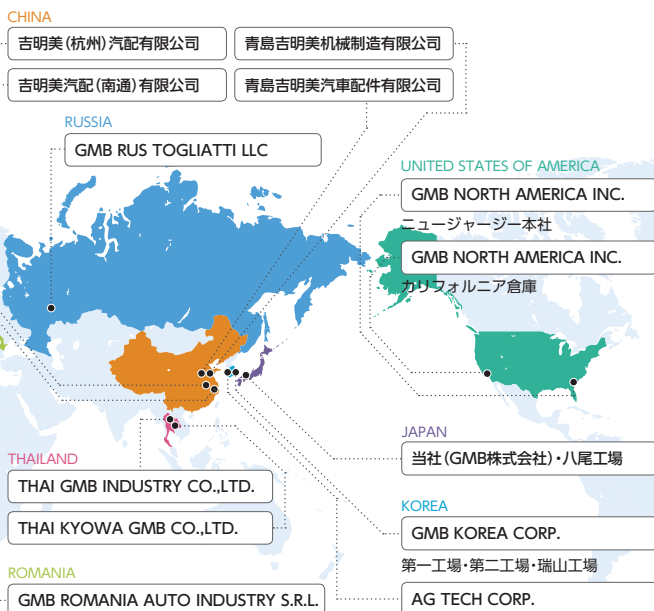 CHINA
吉明美(杭州)汽配有限公司
青島吉明美机械制造有限公司
吉明美汽配(南通)有限公司
青島吉明美汽車配件有限公司
RUSSIA
GMB RUS TOGLIATTI LLC
UNITED STATES OF AMERICA
GMB NORTH AMERICA INC.
ニュージャージー本社
GMB NORTH AMERICA INC.
カリフォルニア倉庫
JAPAN
当社(GMB株式会社)・八尾工場
THAILAND
THAI GMB INDUSTRY CO.,LTD.
THAI KYOWA GMB CO.,LTD.
KOREA
GMB KOREA CORP.
第一工場・第二工場・瑞山工場
AG TECH CORP.
ROMANIA
GMB ROMANIA AUTO INDUSTRY S.R.L.